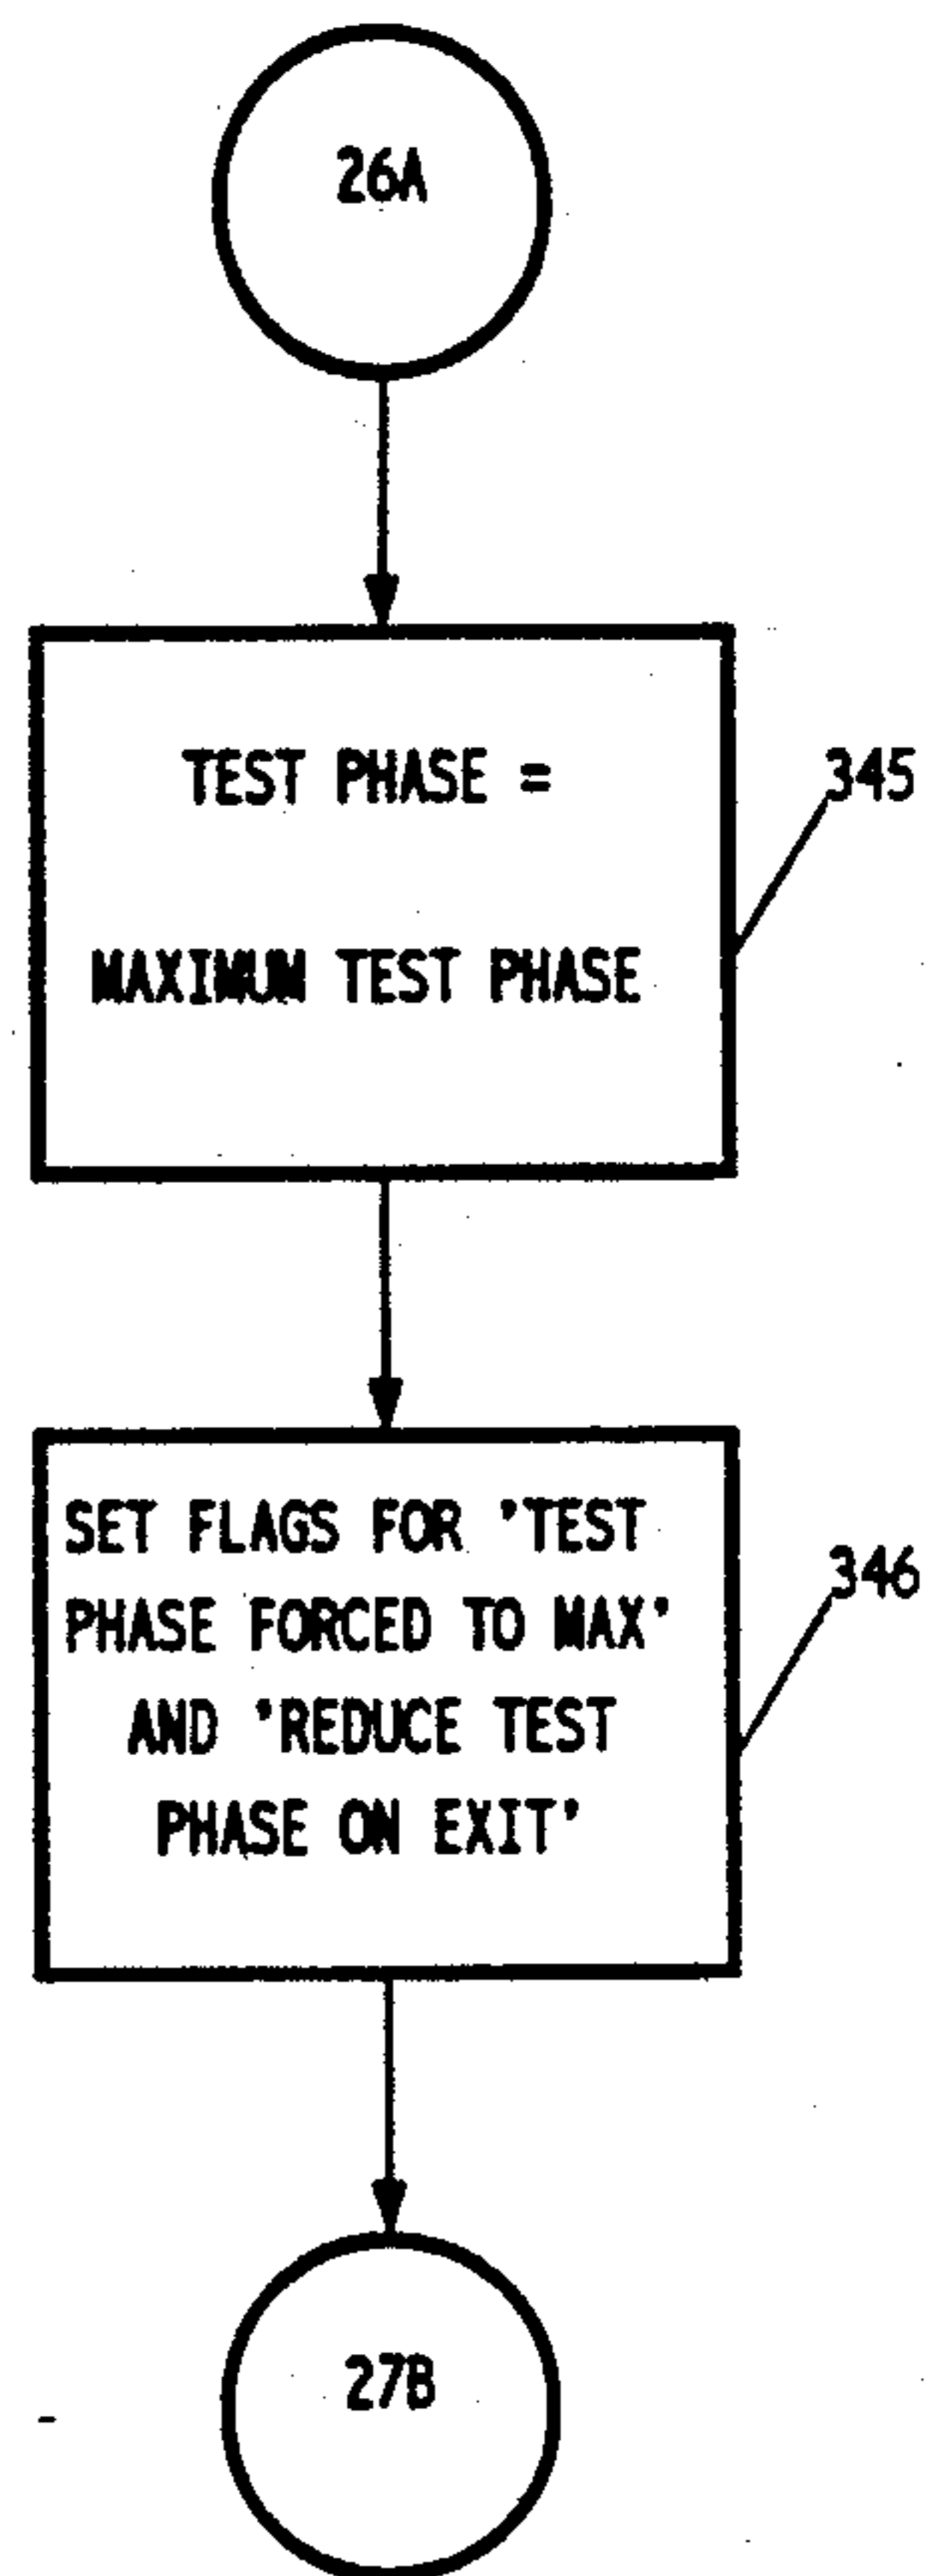 26A
TEST PHASE =
MAXIMUM TEST PHASE
345
SET FLAGS FOR 'TEST
PHASE FORCED TO MAX'
AND 'REDUCE TEST
PHASE ON EXIT'
346
27B